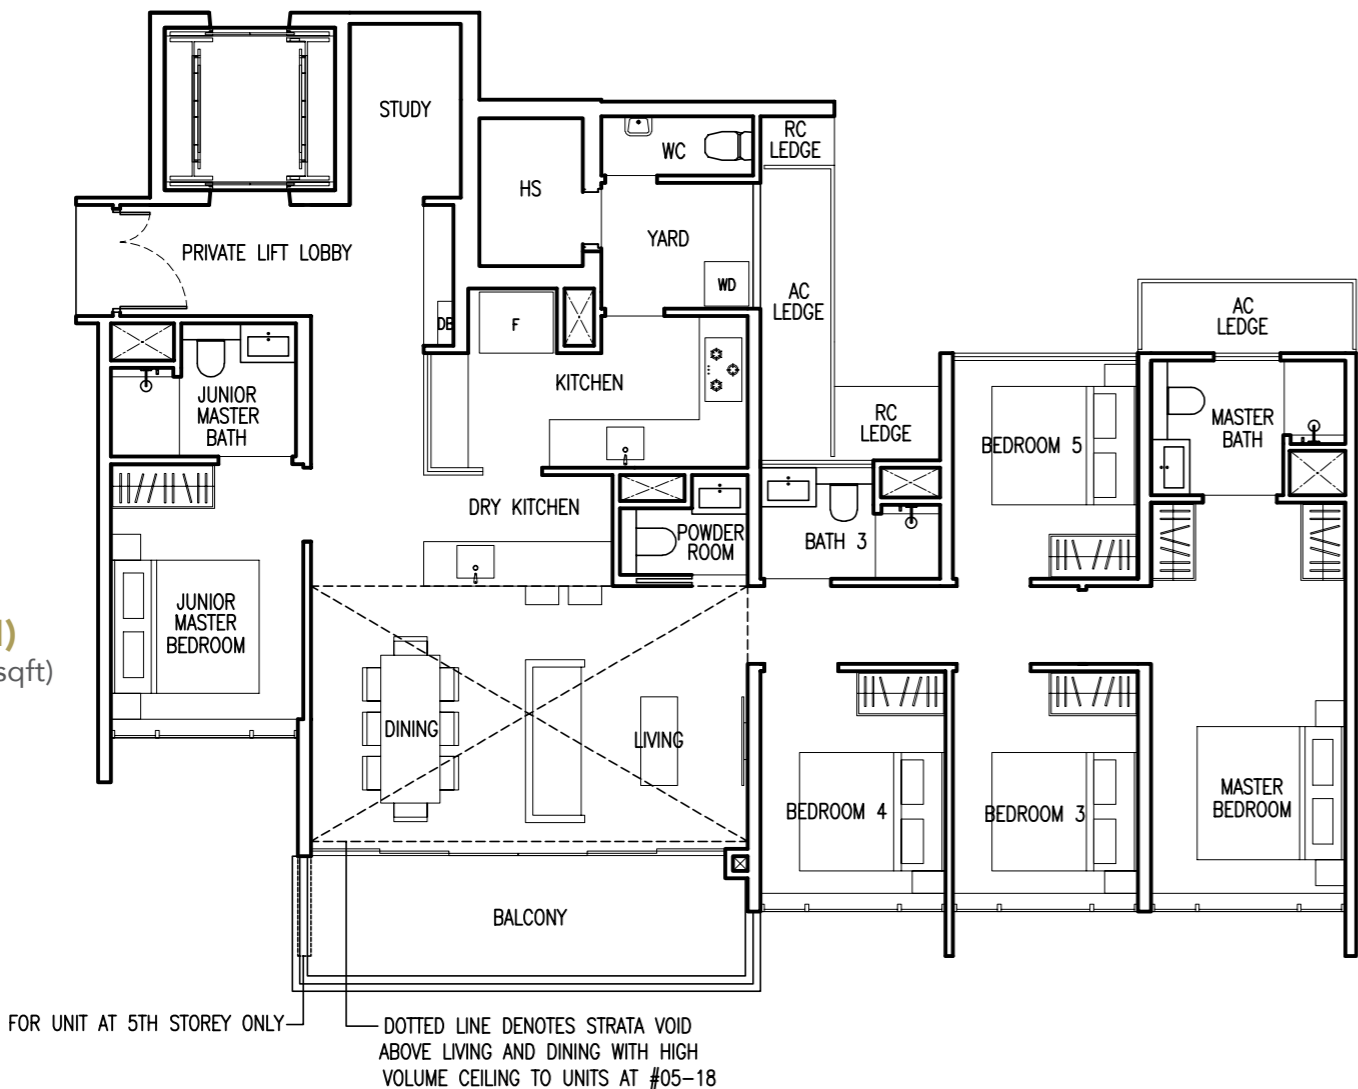 STUDY
RC
LEDGE
WC
HS
YARD
PRIVATE LIFT LOBBY
WD
AC
LEDGE
AC
LEDGE
DB
F
KITCHEN
JUNIOR
MASTER
BATH
RC
LEDGE
BEDROOM 5
MASTER
BATH
DRY KITCHEN
POWDER
ROOM
BATH 3
JUNIOR
MASTER
BEDROOM
)
sqft)
DINING
LIVING
BEDROOM 4
BEDROOM 3
MASTER
BEDROOM
BALCONY
FOR UNIT AT 5TH STOREY ONLY
DOTTED LINE DENOTES STRATA VOID
ABOVE LIVING AND DINING WITH HIGH
VOLUME CEILING TO UNITS AT #05-18